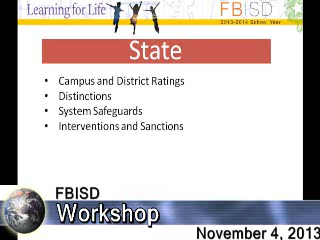 Learning for Life
FBISD
2013-2014 School Year
State
• Campus and District Ratings
• Distinctions
• System Safeguards
• Interventions and Sanctions
FBISD
Workshop
November 4, 2013